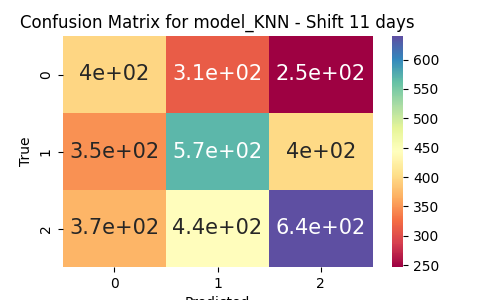 Confusion Matrix for model_KNN - Shift 11 days
0 4e+02 3.1e+02 2.5e+02
1 3.5e+02 5.7e+02 4e+02
2 3.7e+02 4.4e+02 6.4e+02
0 1 2
True
Predicted
600
550
500
450
400
350
300
250